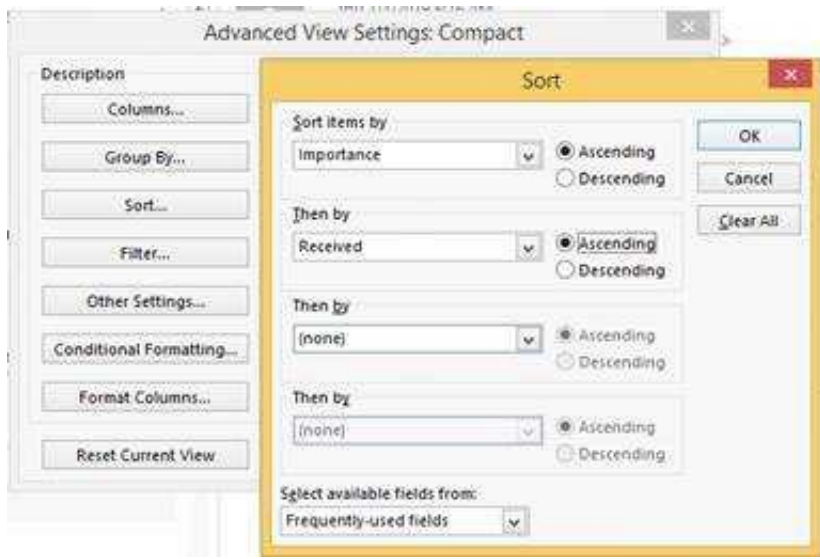 Advanced View Settings: Compact
Description
Columns...
Group By...
Sort...
Filter...
Other Settings...
Conditional Formatting...
Format Columns...
Reset Current View
Sort
Sort items by
Importance
Ascending
Descending
Then by
Received
Ascending
Descending
Then by
(none)
Ascending
Descending
Then by
(none)
Ascending
Descending
Select available fields from:
Frequently-used fields
OK
Cancel
Clear All